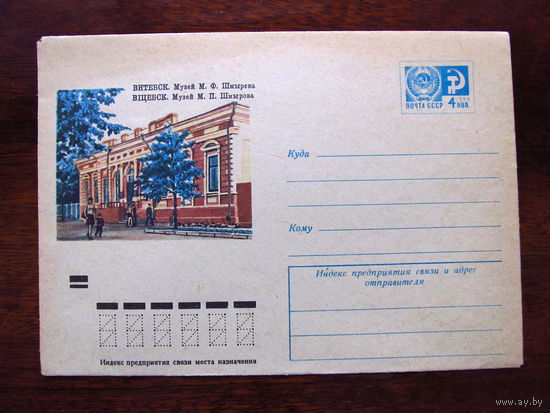 ВИТЕБСК. Музей М. Ф. Шмырева
ВІЦЕБСК. Музей М. П. Шмырова
ПОЧТА СССР
1966
4 КОП.
Куда
Кому
Индекс предприятия связи и адрес
отправителя
Индекс предприятия связи места назначения
www.ay.by